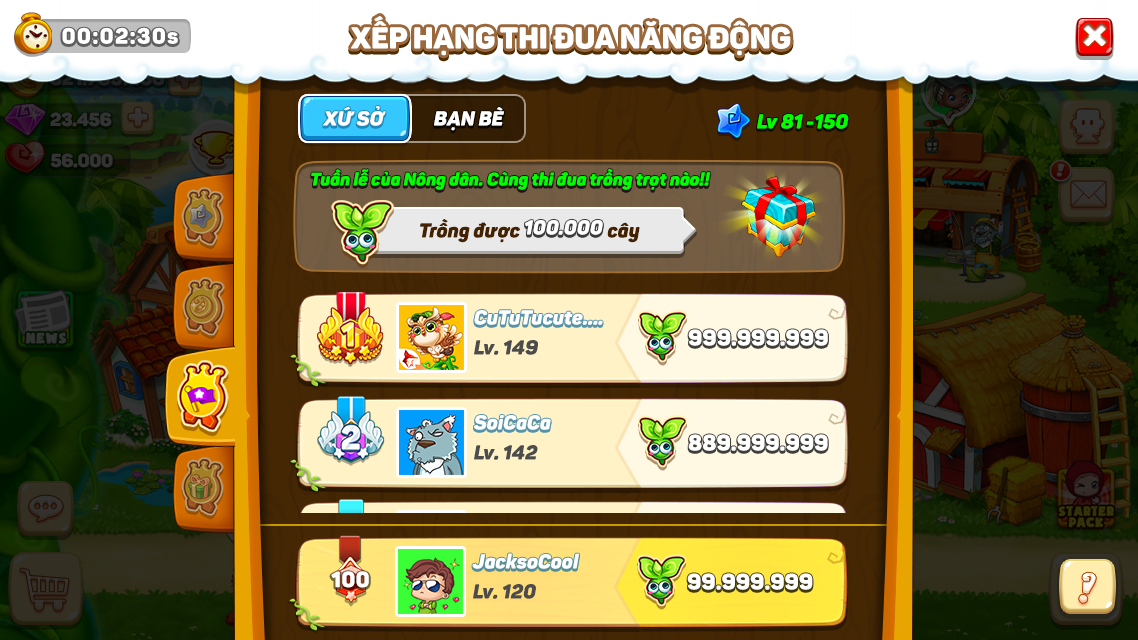 00:02:30s
XẾP HẠNG THI ĐUA NĂNG ĐỘNG
23.456
56.000
XỨ SỞ
BẠN BÈ
Lv 81 -150
Tuần lễ của Nông dân. Cùng thi đua trồng trọt nào!!
Trồng được 100.000 cây
1
CuTuTucute....
Lv. 149
999.999.999
2
SoiCaCa
Lv. 142
889.999.999
100
JacksoCool
Lv. 120
99.999.999
NEWS
STARTER
PACK